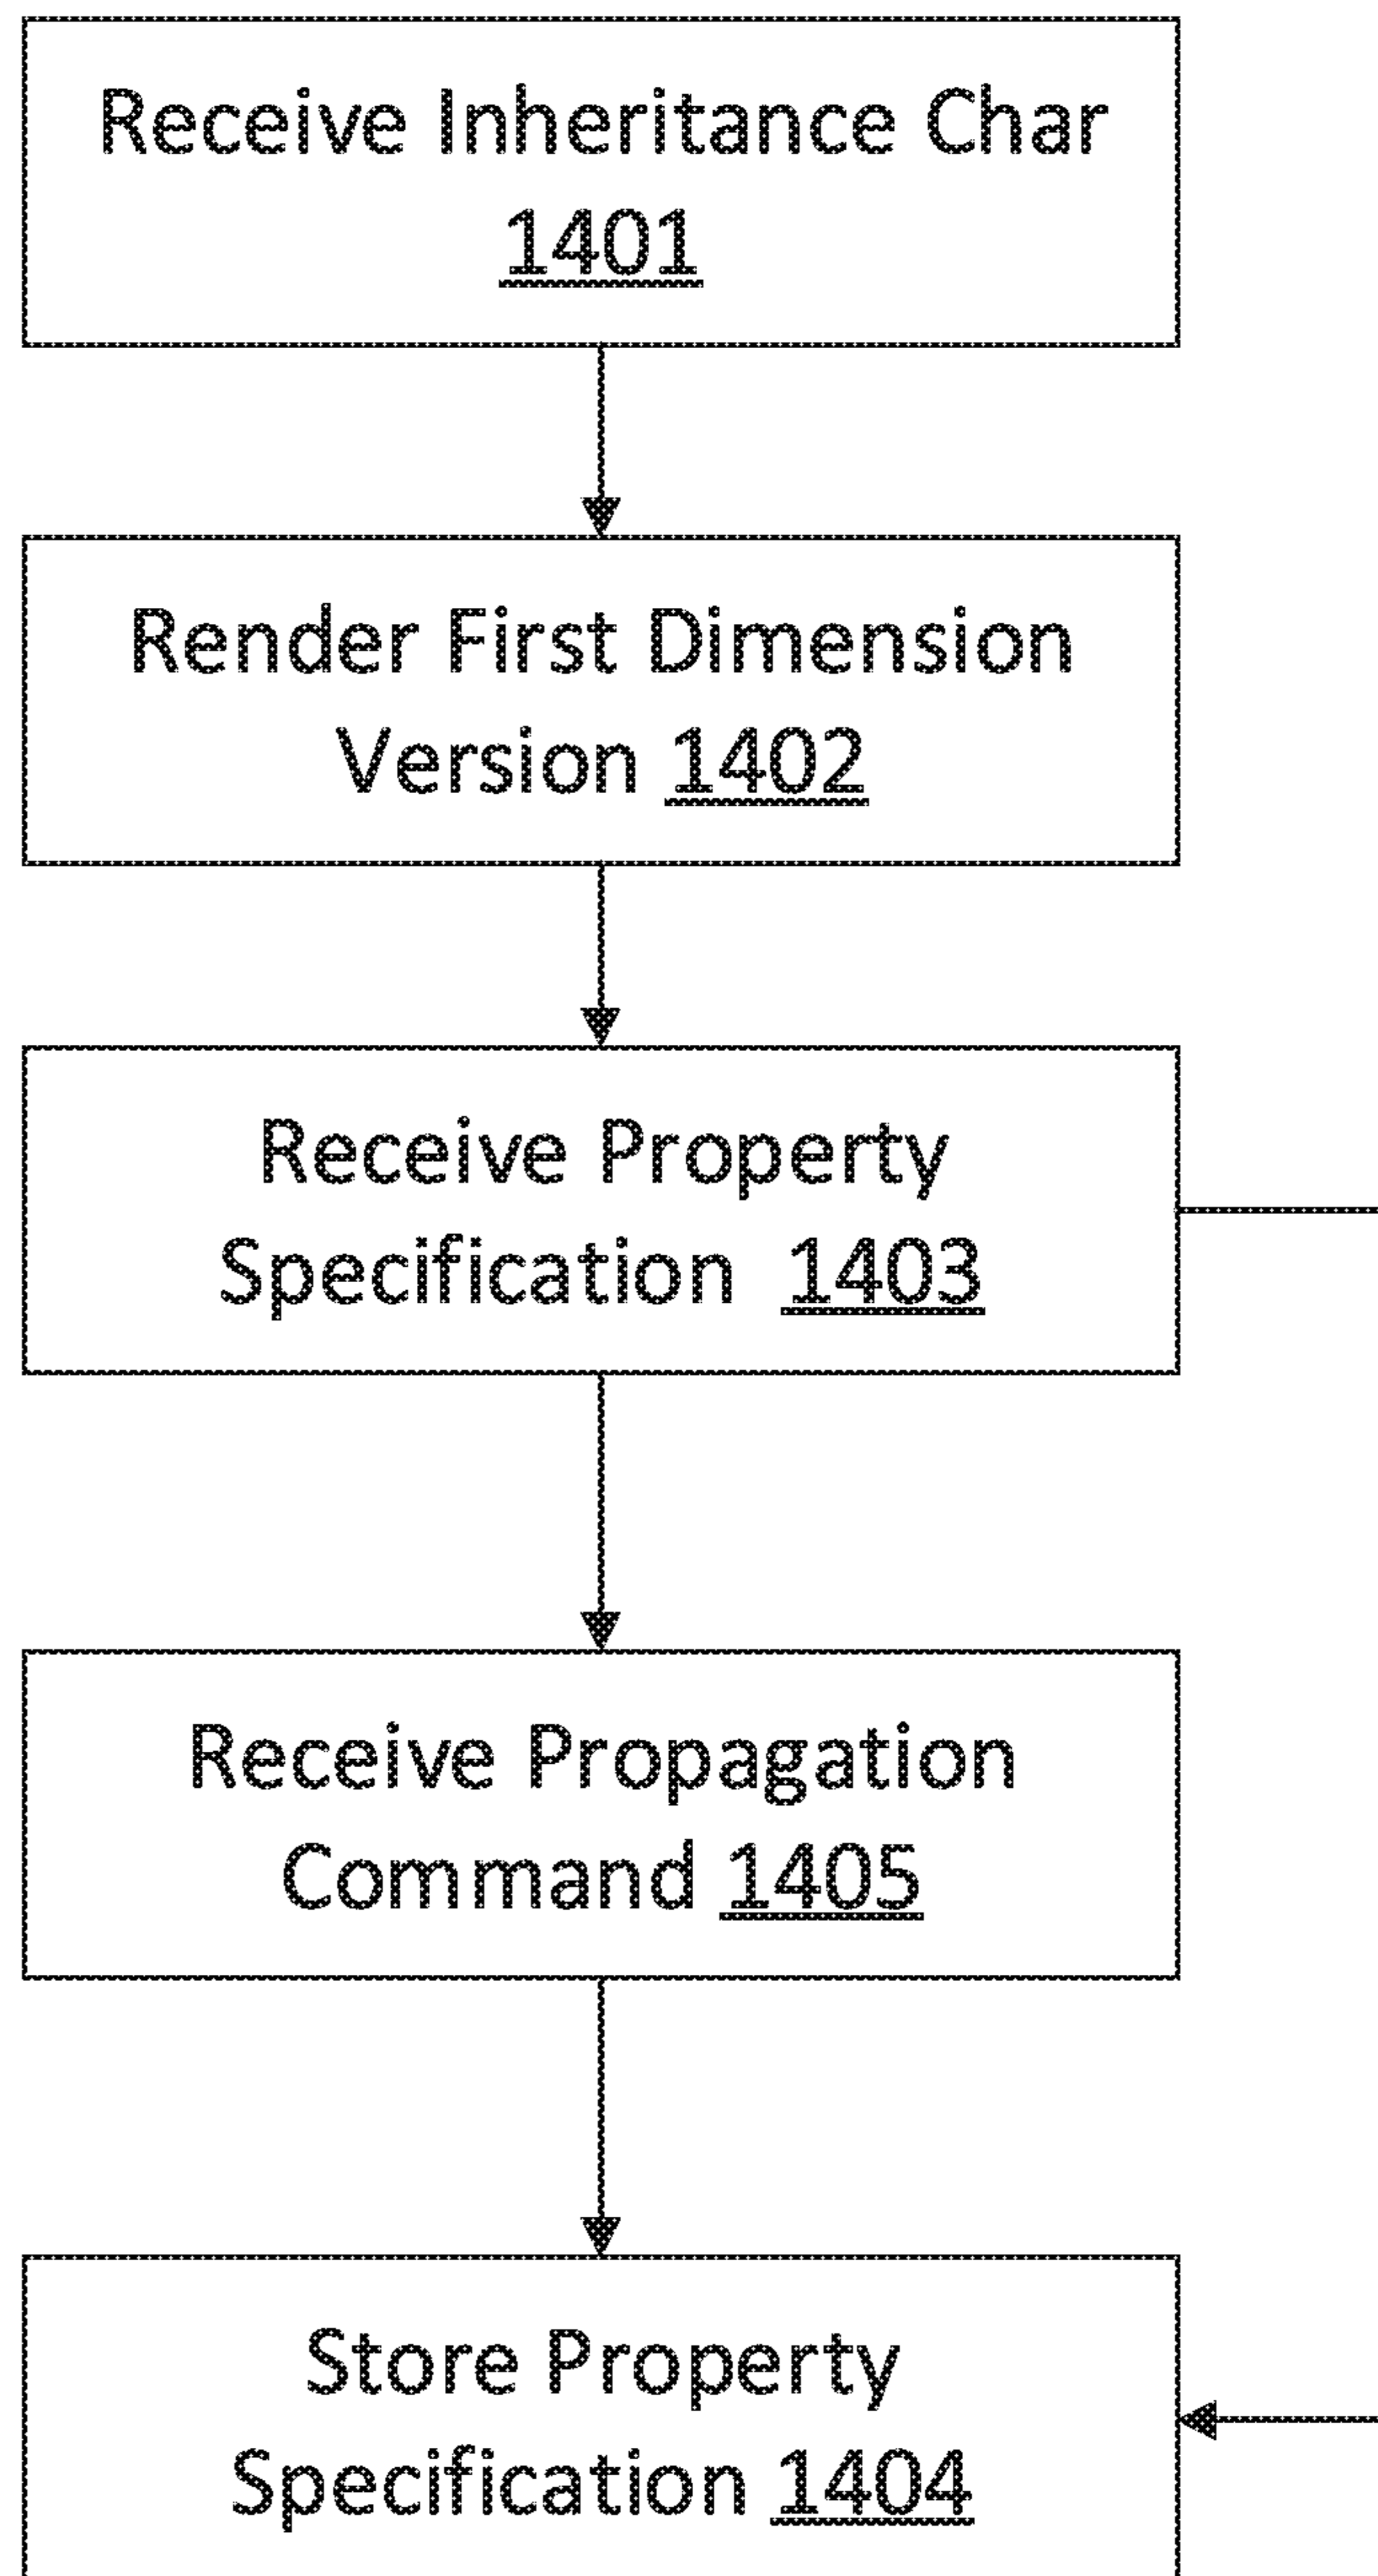 Receive Inheritance Char
1401
Render First Dimension
Version 1402
Receive Property
Specification 1403
Receive Propagation
Command 1405
Store Property
Specification 1404